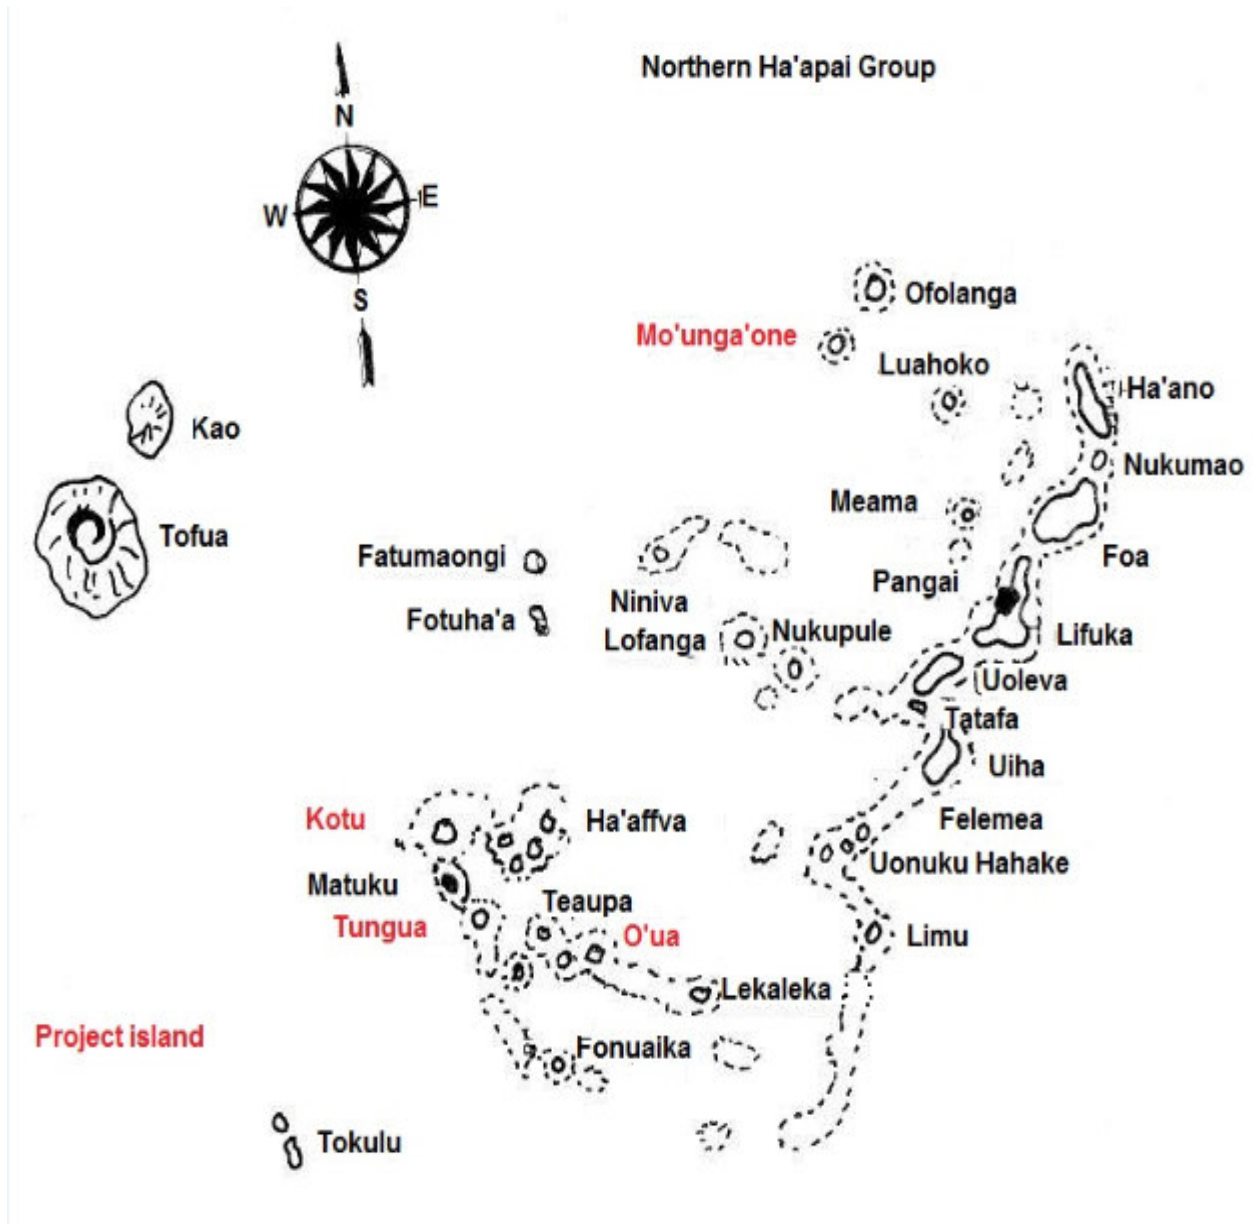 Northern Ha'apai Group
N
W
E
S
Ofolanga
Mo'unga'one
Luahoko
Ha'ano
Kao
Nukumao
Meama
Tofua
Fatumaongi
Foa
Pangai
Niniva
Fotuha'a
Lofanga
Nukupule
Lifuka
Uoleva
Tatafa
Uiha
Kotu
Ha'affva
Felemea
Uonuku Hahake
Matuku
Teaupa
Tungua
O'ua
Limu
Lekaleka
Project island
Fonuaika
Tokulu